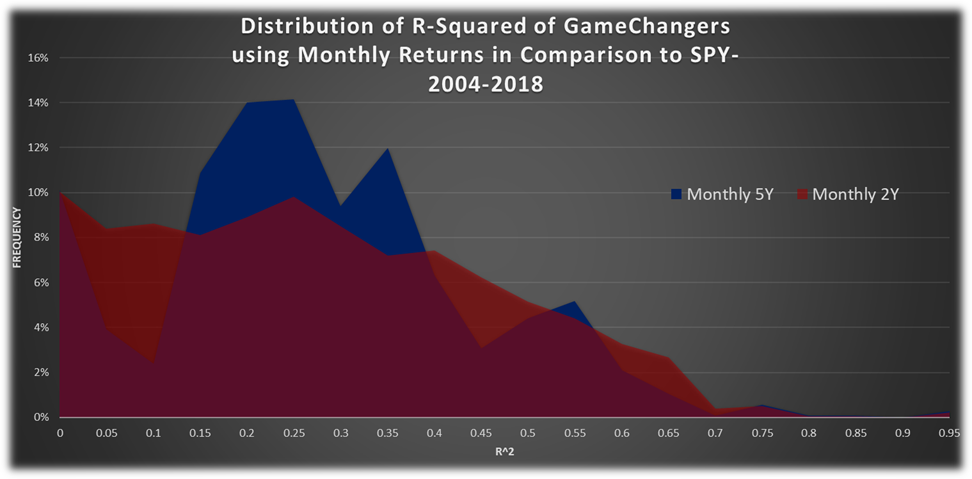 Distribution of R-Squared of GameChangers
using Monthly Returns in Comparison to SPY-
2004-2018
16%
14%
12%
10%
8%
6%
4%
2%
0%
FREQUENCY
Monthly 5Y Monthly 2Y
0 0.05 0.1 0.15 0.2 0.25 0.3 0.35 0.4 0.45 0.5 0.55 0.6 0.65 0.7 0.75 0.8 0.85 0.9 0.95
R^2